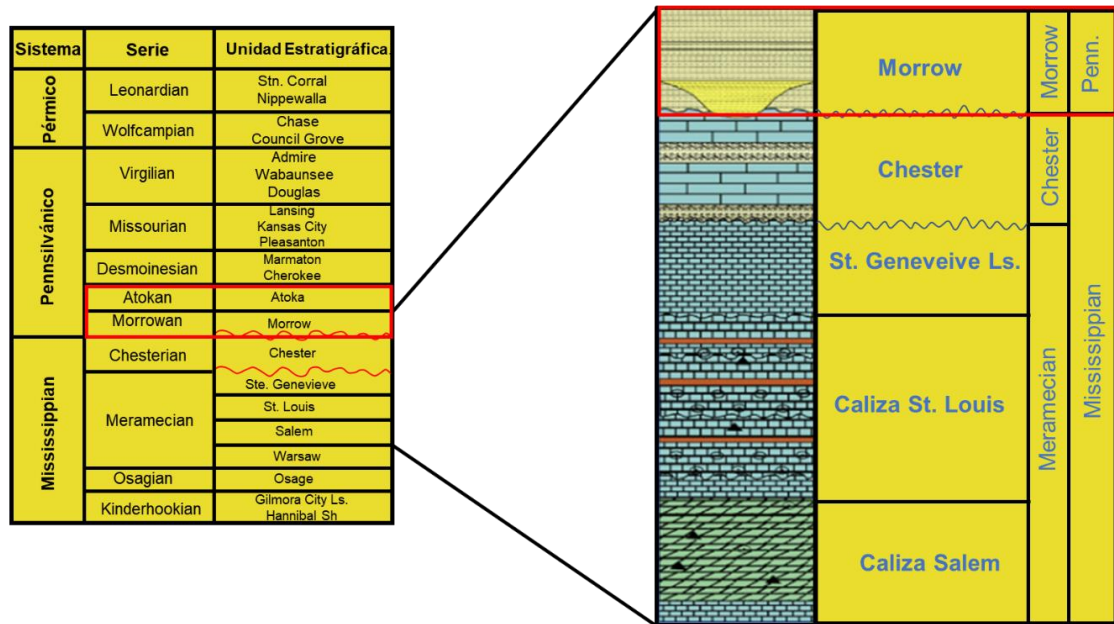 Sistema Serie Unidad Estratigráfica.
Pérmico
Leonardian
Stn. Corral
Nippewalla
Wolfcampian
Chase
Council Grove
Pennsilvánico
Virgilian
Admire
Wabaunsee
Douglas
Missourian
Lansing
Kansas City
Pleasanton
Desmoinesian
Marmaton
Cherokee
Atokan
Atoka
Morrowan
Morrow
Mississippian
Chesterian
Chester
Meramecian
Ste. Genevieve
St. Louis
Salem
Warsaw
Osagian
Osage
Kinderhookian
Gilmora City Ls.
Hannibal Sh
Morrow
Morrow
Penn.
Chester
Chester
St. Geneveive Ls.
Caliza St. Louis
Caliza Salem
Meramecian
Mississippian